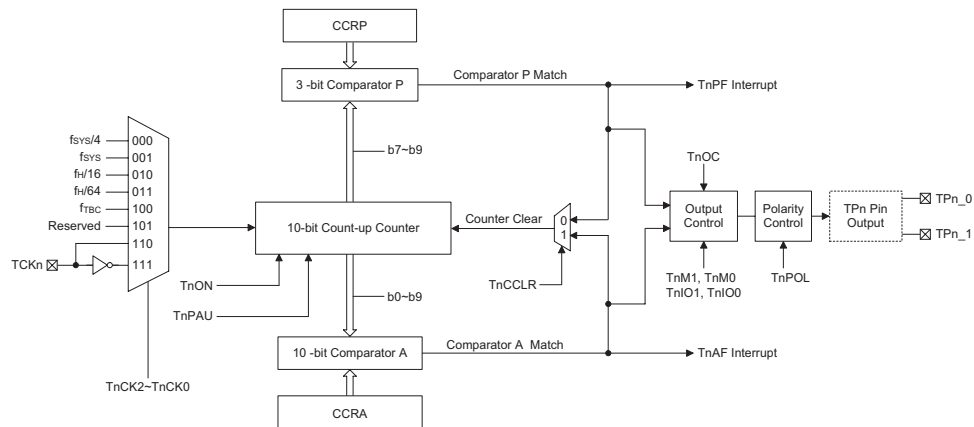 CCRP
3 -bit Comparator P
Comparator P Match
TnPF Interrupt
b7~b9
fSYS/4
000
fSYS
001
fH/16
010
fH/64
011
fTBC
100
Reserved
101
110
TCKn
111
10-bit Count-up Counter
Counter Clear
0
1
TnOC
Output
Control
Polarity
Control
TPn Pin
Output
TPn_0
TPn_1
TnON
TnPAU
b0~b9
TnCCLR
TnM1, TnM0
TnIO1, TnIO0
TnPOL
10 -bit Comparator A
Comparator A Match
TnAF Interrupt
TnCK2~TnCK0
CCRA